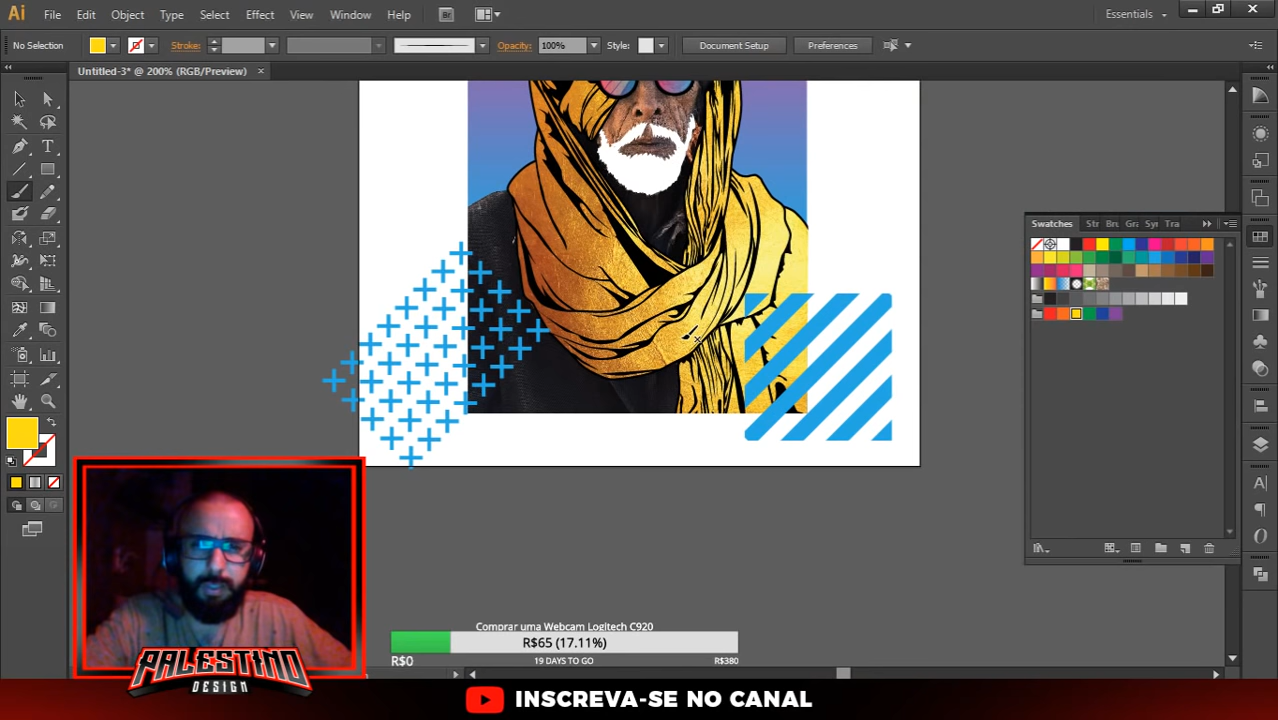 Ai File Edit Object Type Select Effect View Window Help Br Essentials
No Selection Stroke: Opacity: 100% Style: Document Setup Preferences
Untitled-3* @ 200% (RGB/Preview)
Swatches Str Bru Gra Syr Tra
PALESTINO
DESIGN
Comprar uma Webcam Logitech C920
R$65 (17.11%)
R$0 19 DAYS TO GO R$380
INSCREVA-SE NO CANAL